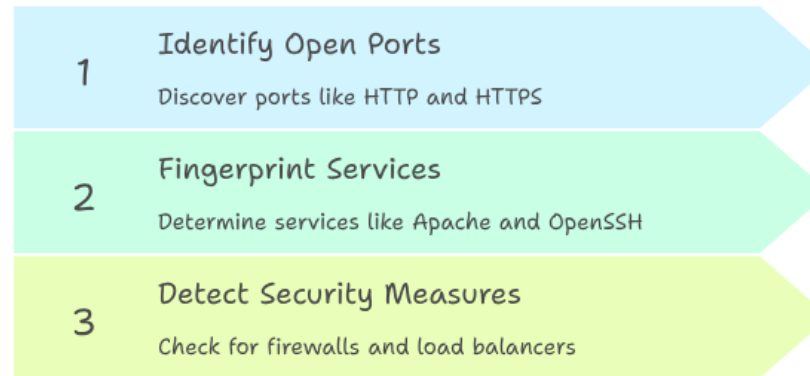 1
Identify Open Ports
Discover ports like HTTP and HTTPS
2
Fingerprint Services
Determine services like Apache and OpenSSH
3
Detect Security Measures
Check for firewalls and load balancers